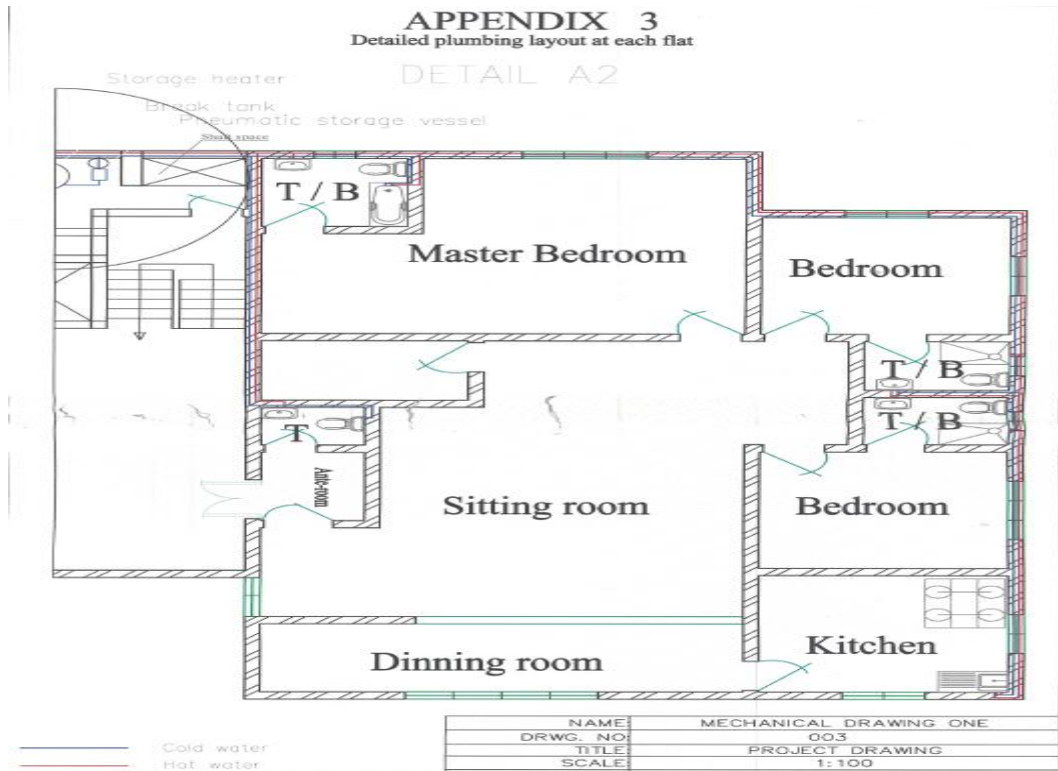 APPENDIX 3
Detailed plumbing layout at each flat
DETAIL A2
Storage heater
Break tank
Pneumatic storage vessel
Shaft space
T / B
Master Bedroom
Bedroom
T / B
T / B
T
Ante-room
Sitting room
Bedroom
Kitchen
Dinning room
NAME: MECHANICAL DRAWING ONE
DRWG. NO: 003
TITLE: PROJECT DRAWING
SCALE: 1:100
Cold water
Hot water